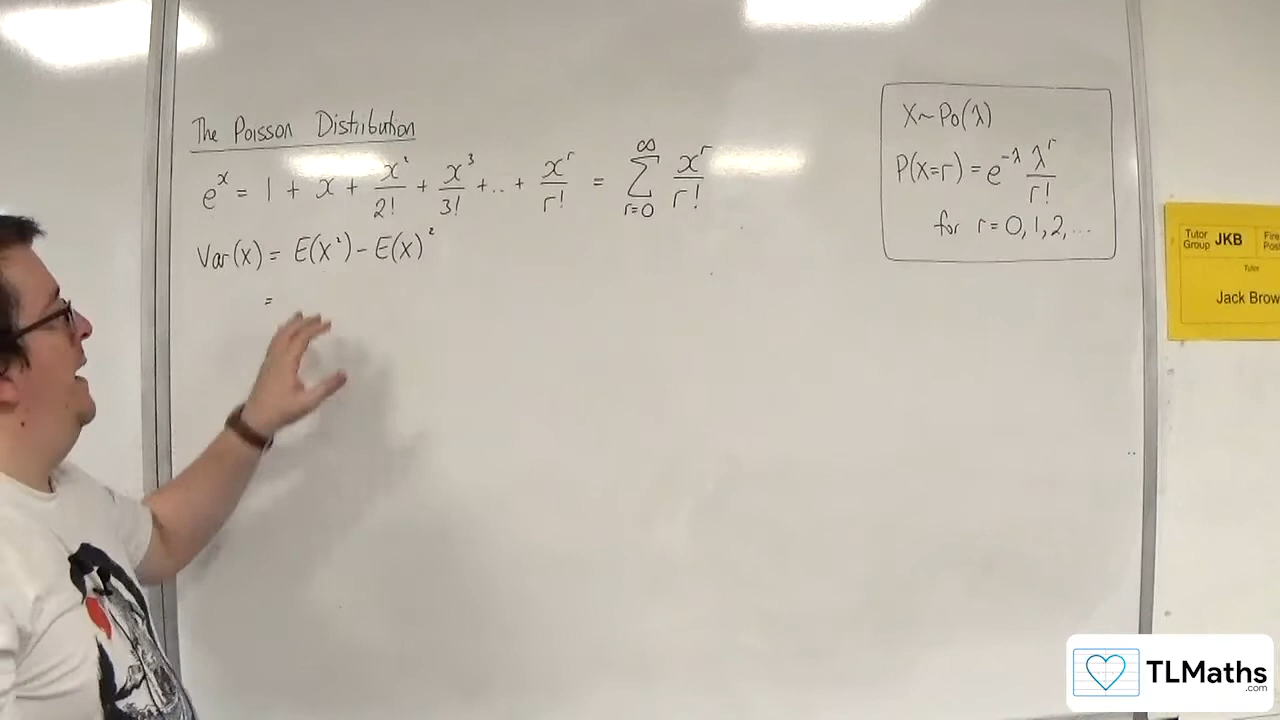 The Poisson Distribution
e^x = 1 + x + x²/2! + x³/3! + .. + x^r/r! = ∑_{r=0}^{∞} x^r/r!
Var(X) = E(X²) - E(X)²
=
X~Po(λ)
P(X=r) = e^{-λ} λ^r/r!
for r=0,1,2,...
Tutor Group JKB
Tutor
Jack Brow
TLMaths
.com